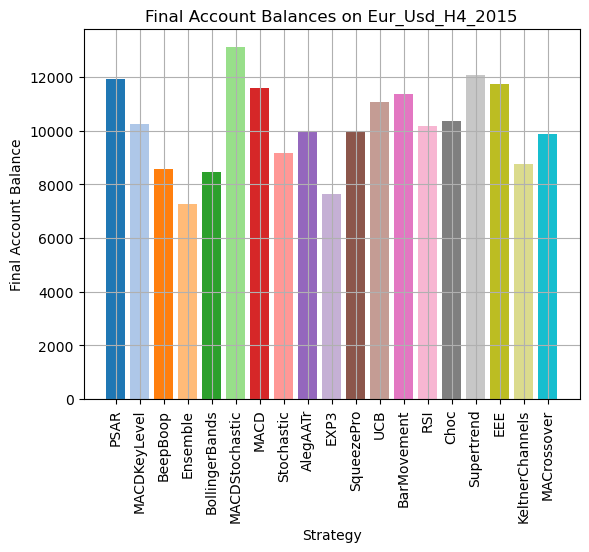 Final Account Balances on Eur_Usd_H4_2015
Final Account Balance
12000
10000
8000
6000
4000
2000
0
PSAR
MACDKeyLevel
BeepBoop
Ensemble
BollingerBands
MACDStochastic
MACD
Stochastic
AlegAATr
EXP3
SqueezePro
UCB
BarMovement
RSI
Choc
Supertrend
EEE
KeltnerChannels
MACrossover
Strategy